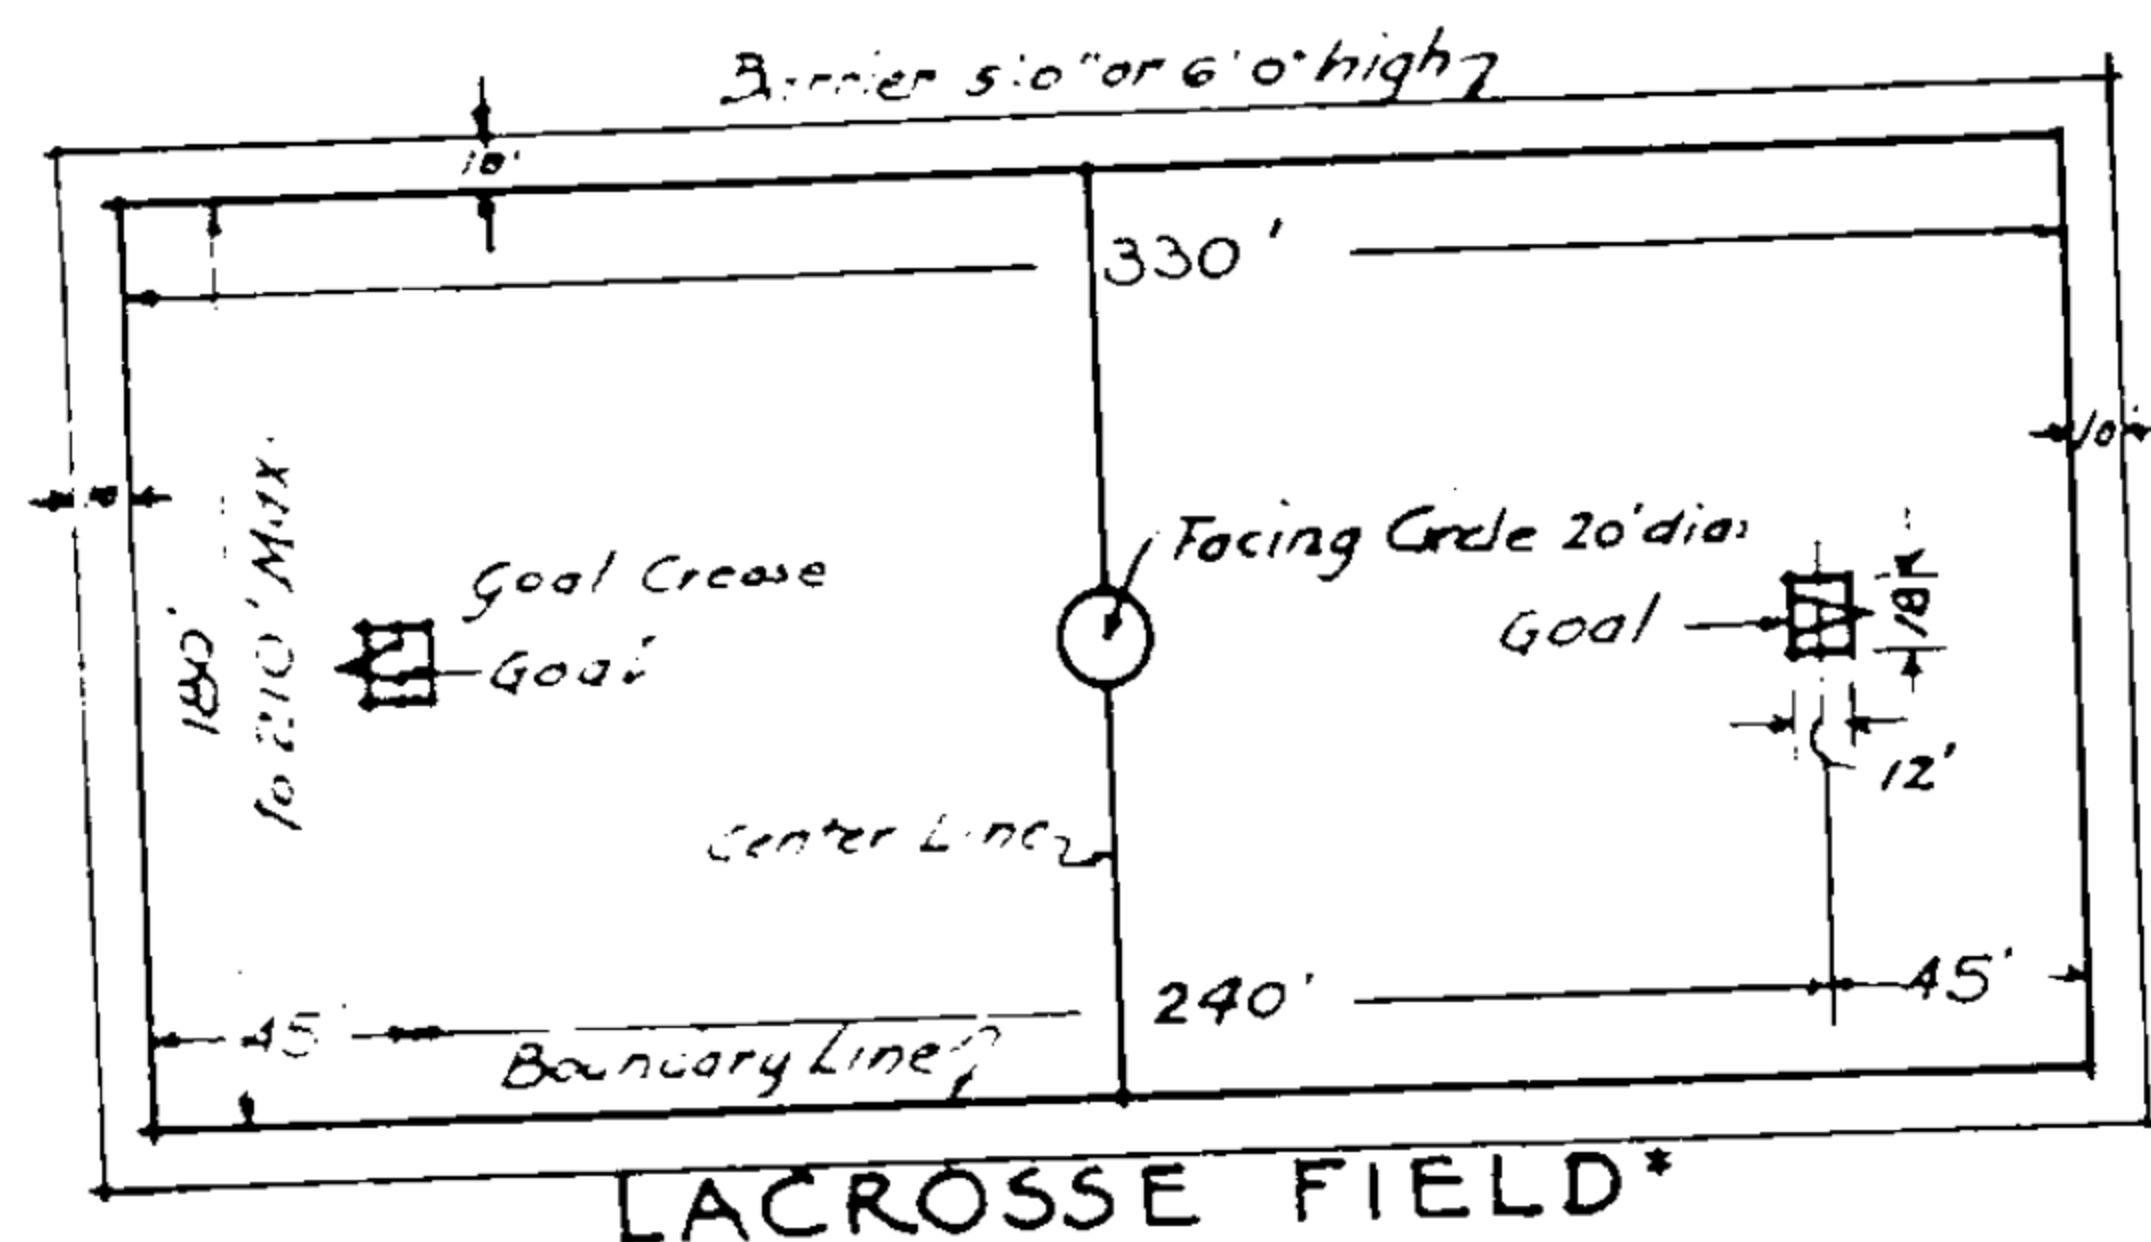 Barrier 5'0" or 6'0" high
10'
330'
10'
10'
180'
to 210' Max.
Goal Crease
Goal
Facing Circle 20' dia.
Goal
18'
12'
Center Line
45'
240'
45'
Boundary Line
LACROSSE FIELD*